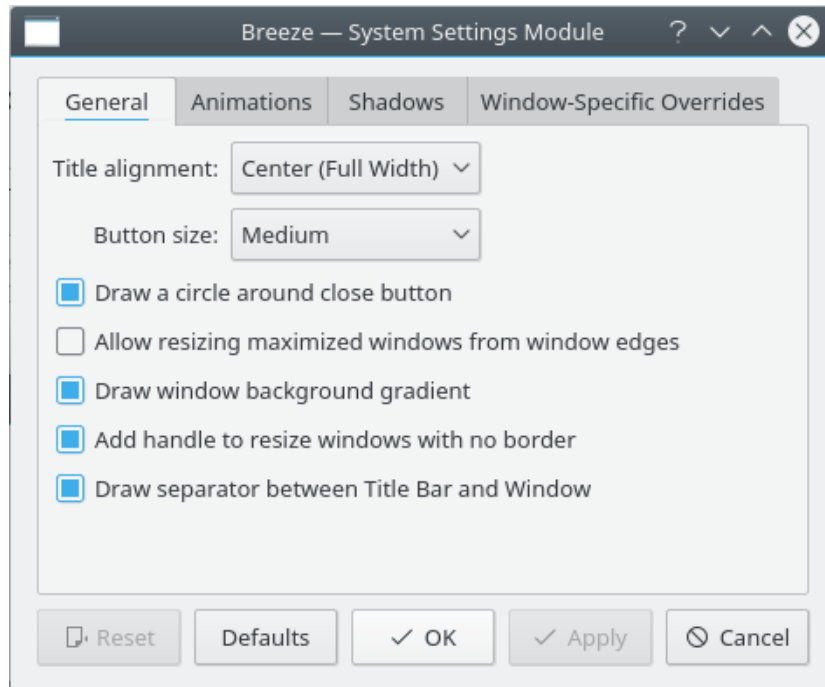 Breeze — System Settings Module
General Animations Shadows Window-Specific Overrides
Title alignment: Center (Full Width)
Button size: Medium
Draw a circle around close button
Allow resizing maximized windows from window edges
Draw window background gradient
Add handle to resize windows with no border
Draw separator between Title Bar and Window
Reset Defaults OK Apply Cancel